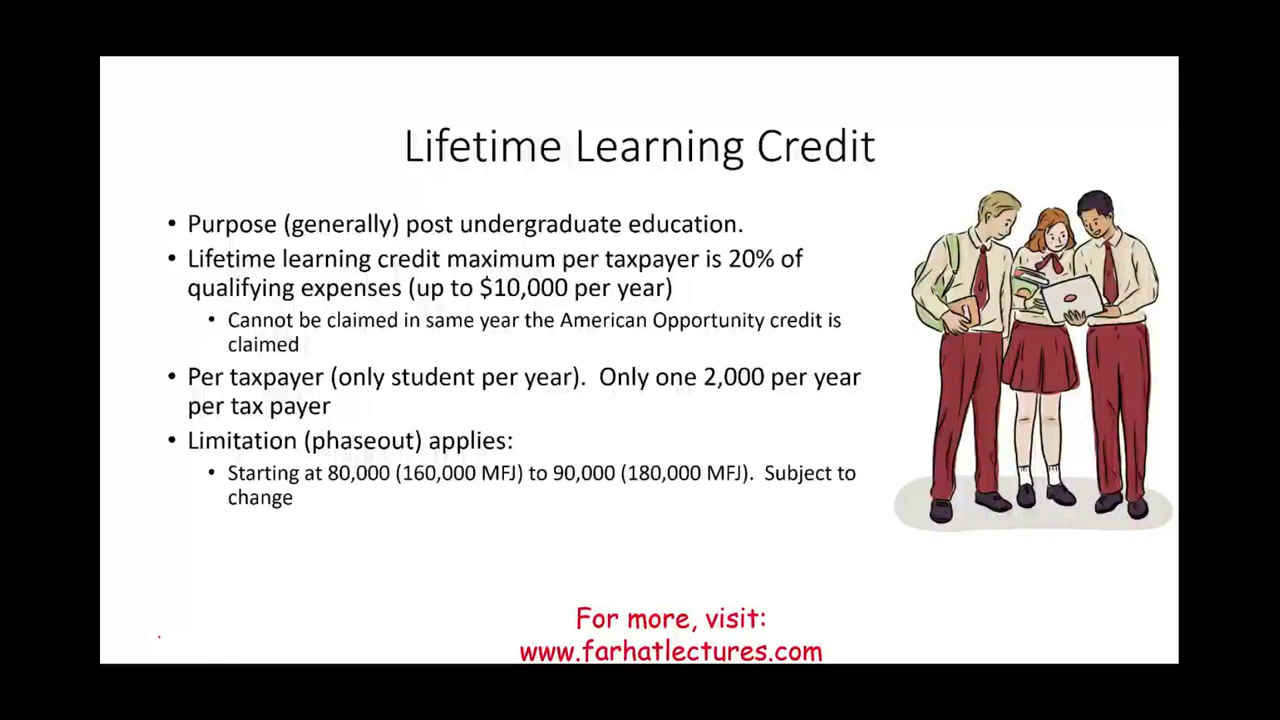 Lifetime Learning Credit
• Purpose (generally) post undergraduate education.
• Lifetime learning credit maximum per taxpayer is 20% of
qualifying expenses (up to $10,000 per year)
• Cannot be claimed in same year the American Opportunity credit is
claimed
• Per taxpayer (only student per year).  Only one 2,000 per year
per tax payer
• Limitation (phaseout) applies:
• Starting at 80,000 (160,000 MFJ) to 90,000 (180,000 MFJ).  Subject to
change
For more, visit:
www.farhatlectures.com